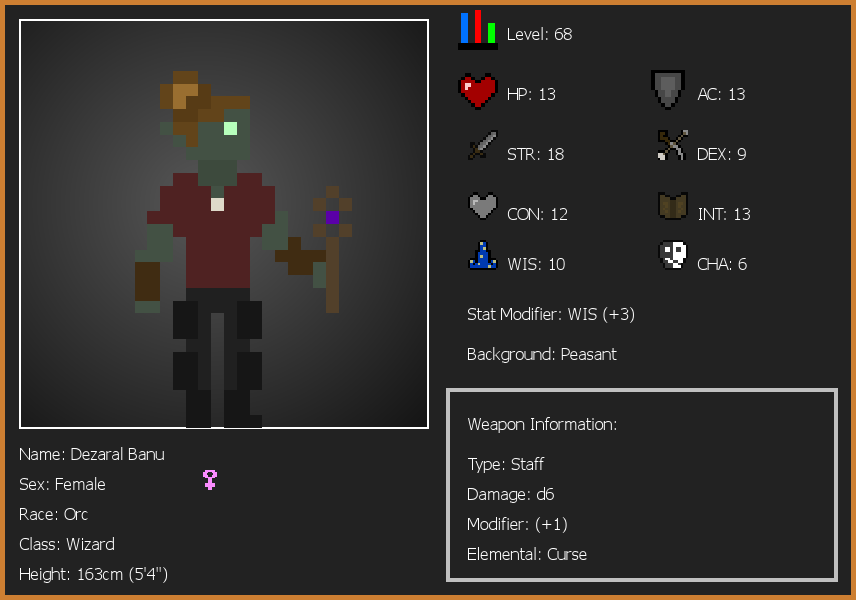 Level: 68
HP: 13
AC: 13
STR: 18
DEX: 9
CON: 12
INT: 13
WIS: 10
CHA: 6
Stat Modifier: WIS (+3)
Background: Peasant
Weapon Information:
Type: Staff
Damage: d6
Modifier: (+1)
Elemental: Curse
Name: Dezaral Banu
Sex: Female
Race: Orc
Class: Wizard
Height: 163cm (5'4")